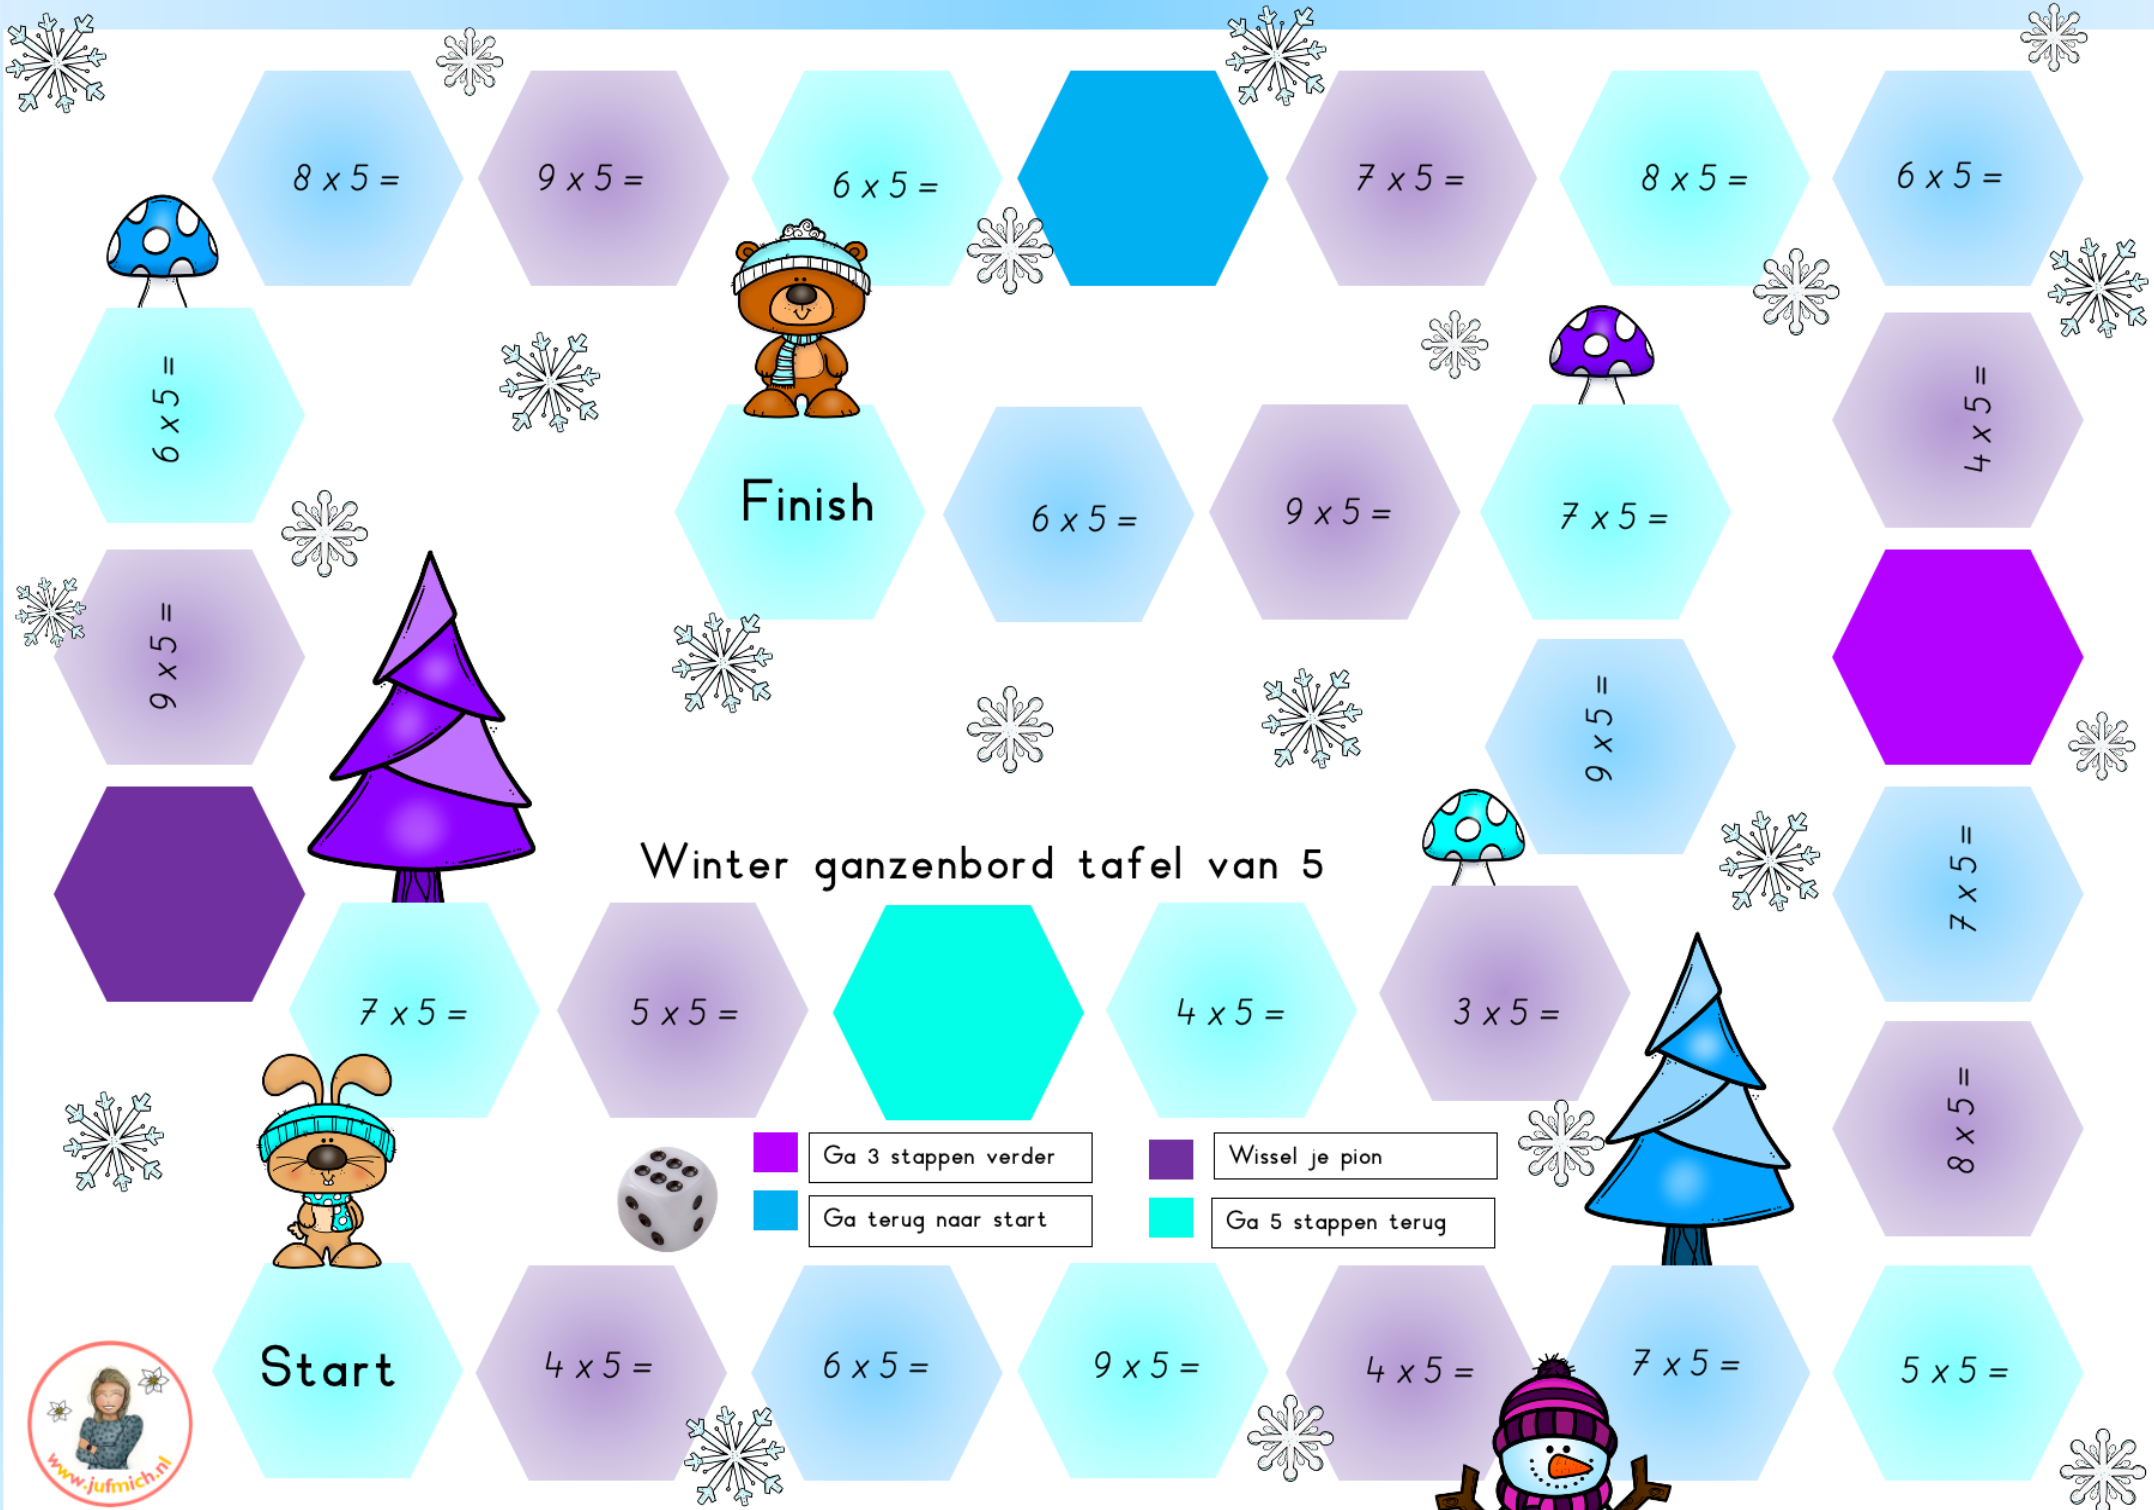 8 x 5 =
9 x 5 =
6 x 5 =
7 x 5 =
8 x 5 =
6 x 5 =
6 x 5 =
4 x 5 =
Finish
6 x 5 =
9 x 5 =
7 x 5 =
9 x 5 =
9 x 5 =
Winter ganzenbord tafel van 5
7 x 5 =
7 x 5 =
5 x 5 =
4 x 5 =
3 x 5 =
8 x 5 =
Ga 3 stappen verder
Wissel je pion
Ga terug naar start
Ga 5 stappen terug
Start
4 x 5 =
6 x 5 =
9 x 5 =
4 x 5 =
7 x 5 =
5 x 5 =
www.jufmich.nl